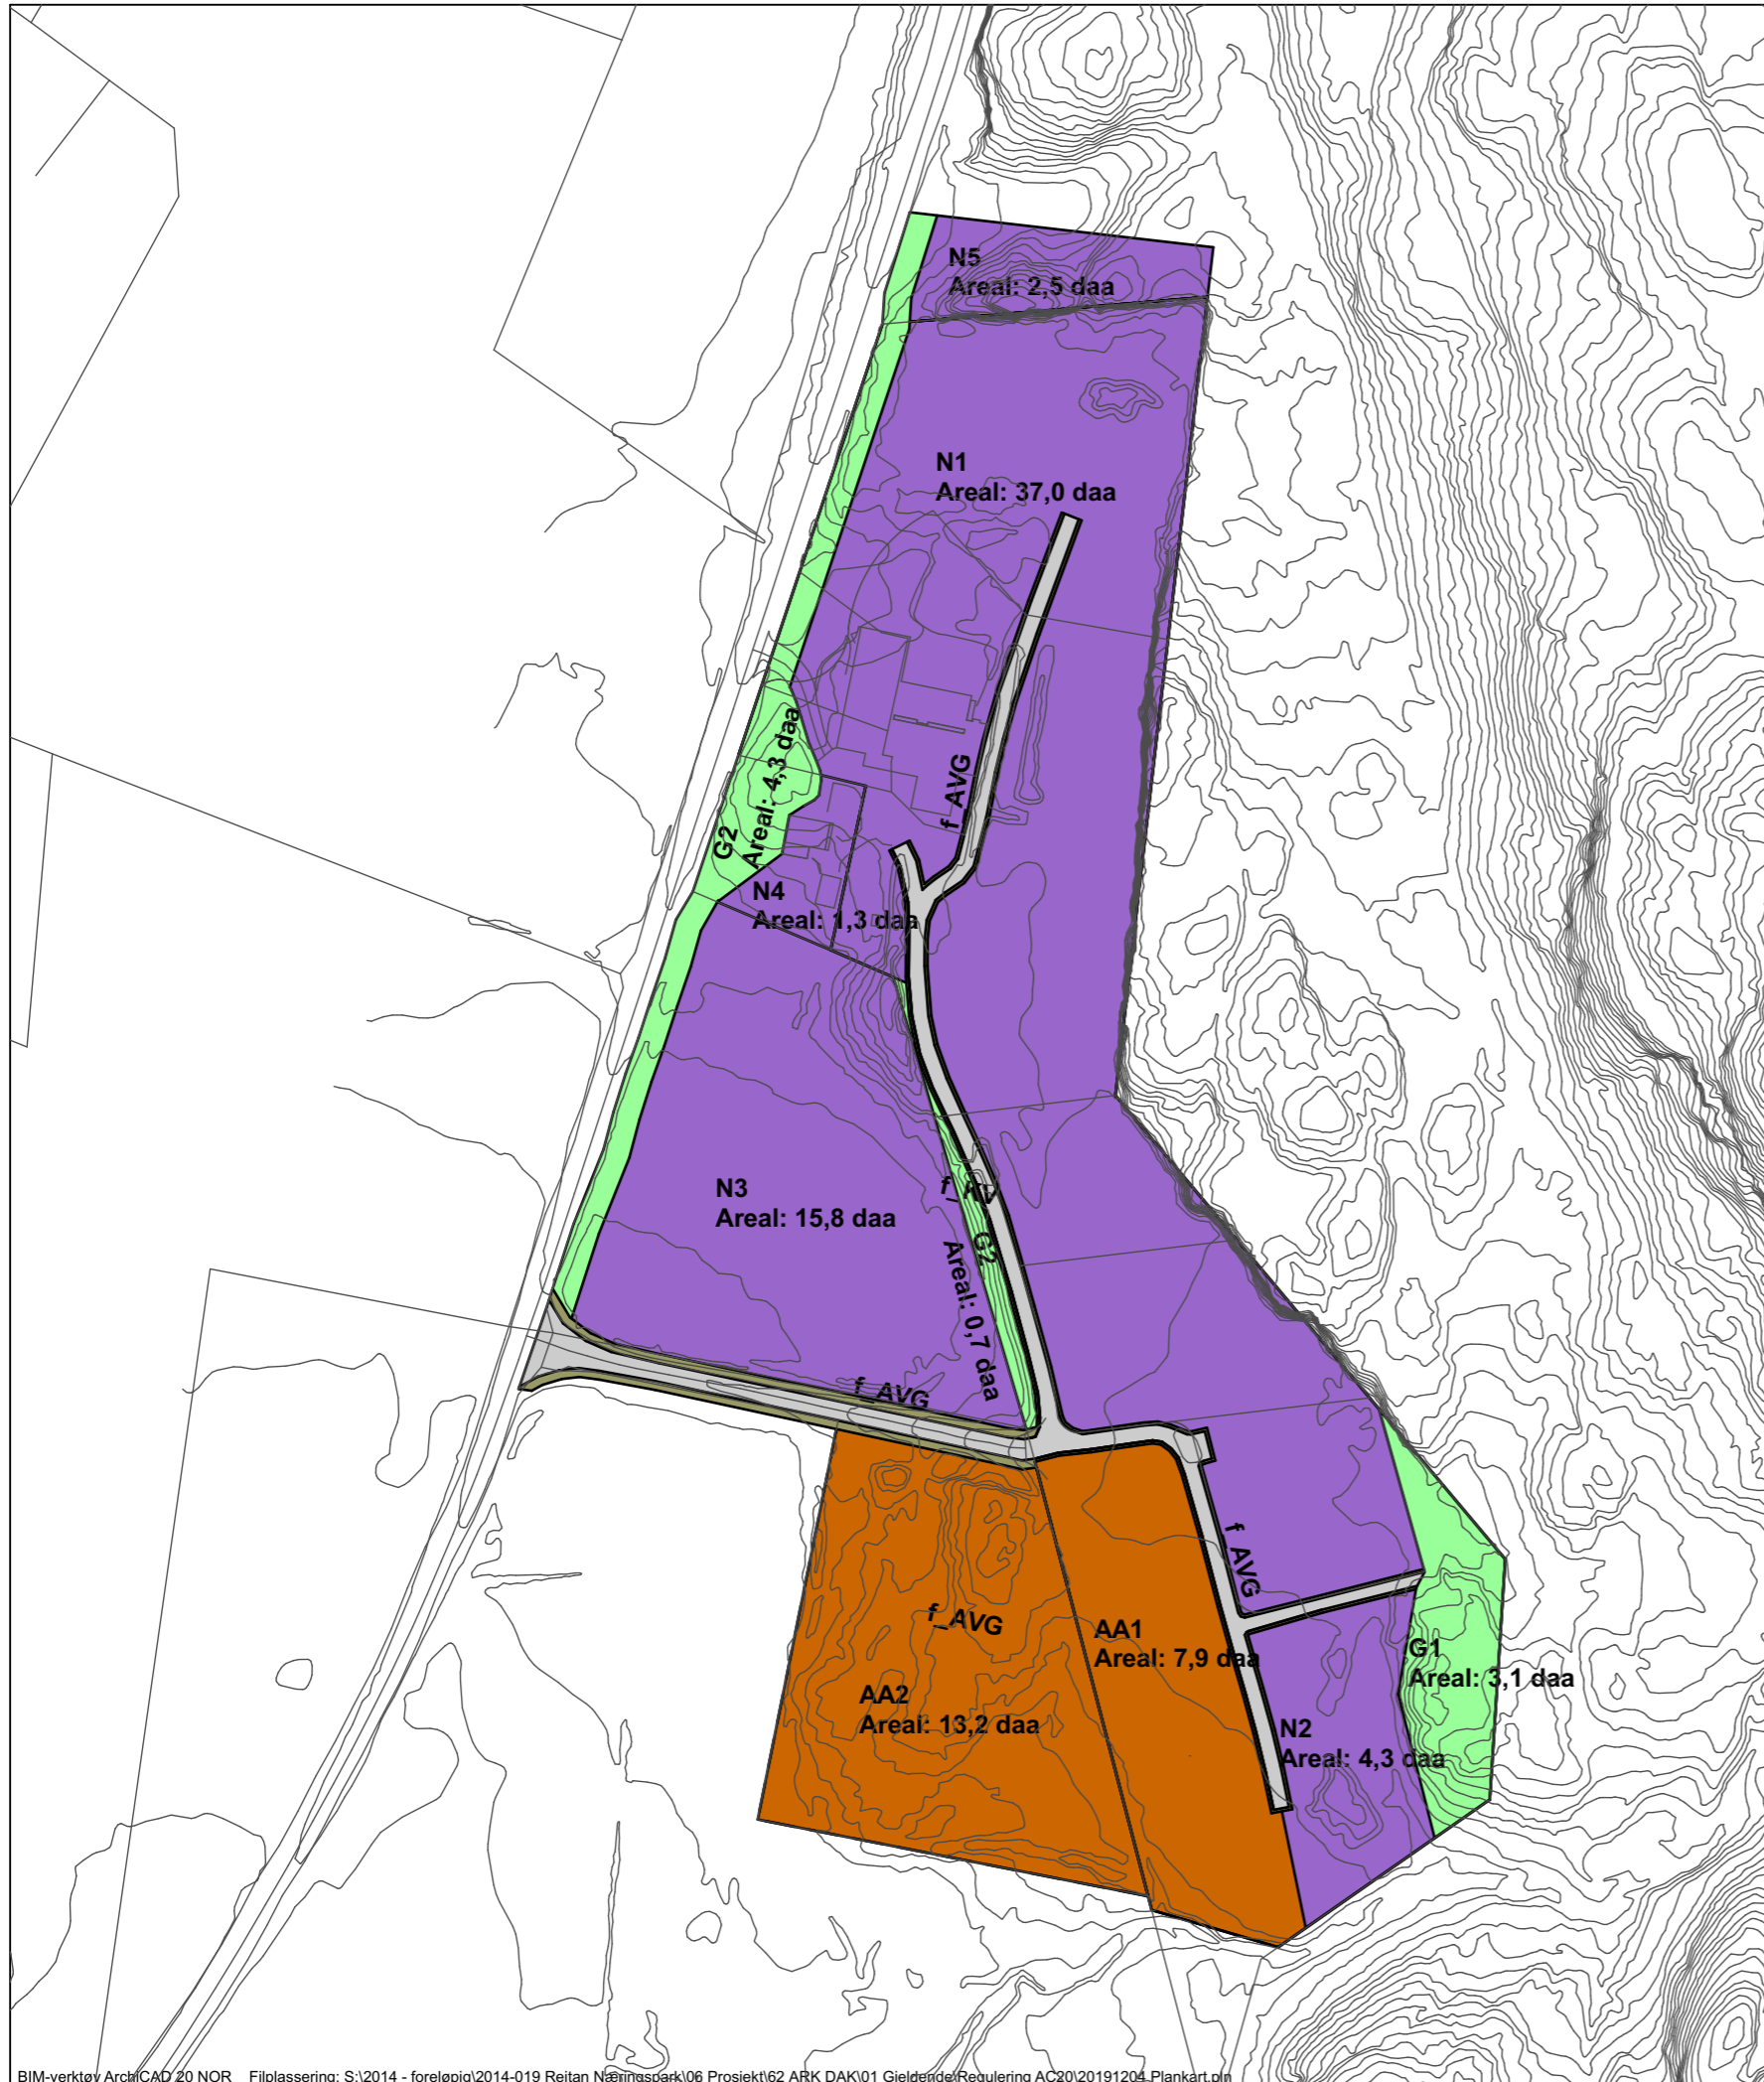 N5
Areal: 2,5 daa
N1
Areal: 37,0 daa
f_AVG
G2
Areal: 4,3 daa
N4
Areal: 1,3 daa
N3
Areal: 15,8 daa
G2
Areal: 0,7 daa
f_AVG
f_AVG
f_AVG
AA1
Areal: 7,9 daa
G1
Areal: 3,1 daa
AA2
Areal: 13,2 daa
N2
Areal: 4,3 daa
BIM-verktøy ArchiCAD 20 NOR Filplassering: S:\2014 - foreløpig\2014-019 Reitan Næringspark\06 Prosjekt\62 ARK DAK\01 Gjeldende\Regulering AC20\20191204 Plankart.pln